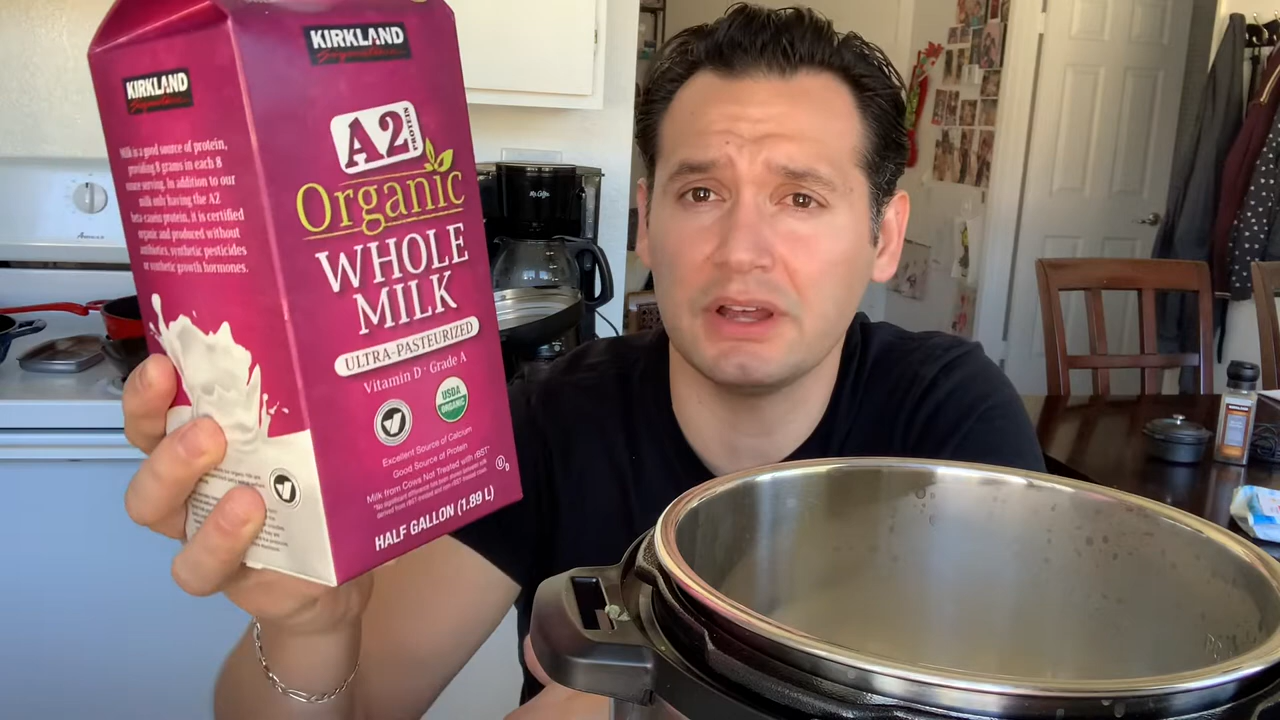 KIRKLAND
Signature
Milk is a good source of protein,
providing 8 grams in each 8
ounce serving. In addition to our
milk only having the A2
beta-casein protein, it is certified
organic and produced without
antibiotics, synthetic pesticides
or synthetic growth hormones.
KIRKLAND
Signature
A2
PROTEIN
Organic
WHOLE
MILK
ULTRA-PASTEURIZED
Vitamin D · Grade A
USDA
ORGANIC
Excellent Source of Calcium
Good Source of Protein
Milk from Cows Not Treated with rBST*
HALF GALLON (1.89 L)
Mr. Coffee